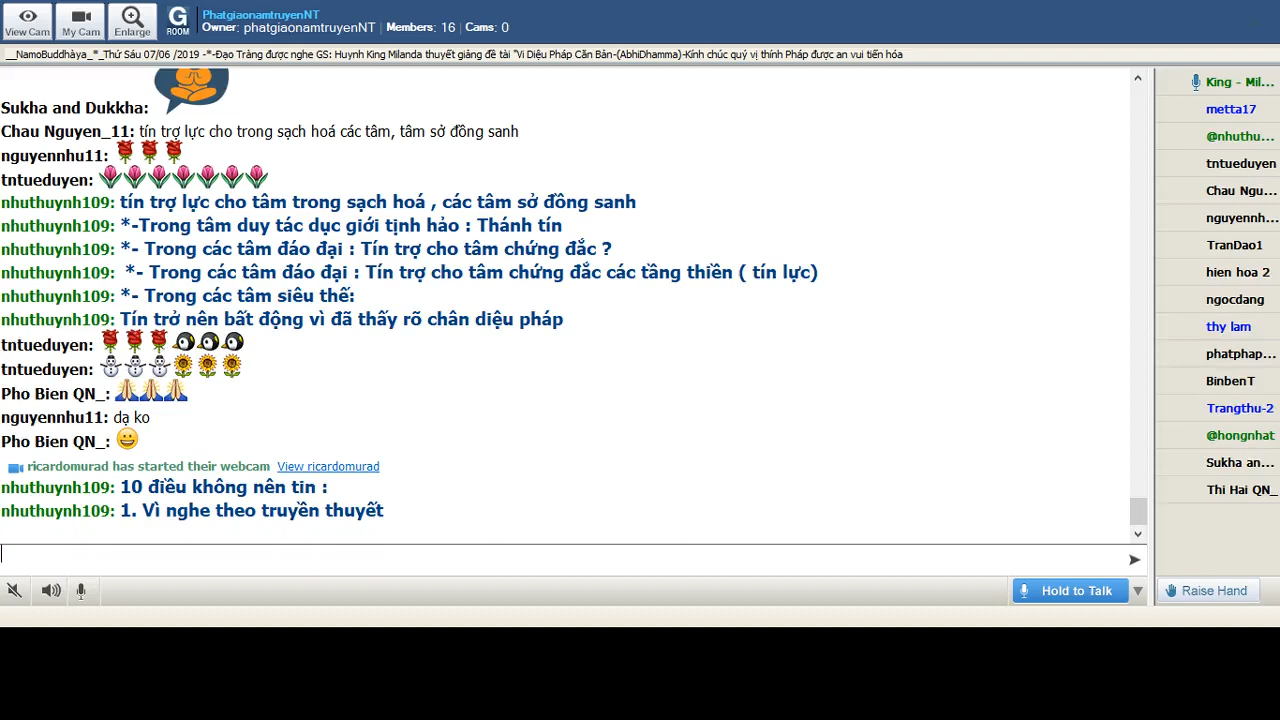 View Cam
My Cam
Enlarge
G ROOM
PhatgiaonamtruyenNT
Owner: phatgiaonamtruyenNT | Members: 16 | Cams: 0
__NamoBuddhàya_*_Thứ Sáu 07/06 /2019 -*-Đạo Tràng được nghe GS: Huynh King Milanda thuyết giảng đề tài "Vi Diệu Pháp Căn Bản-(AbhiDhamma)-Kính chúc quý vị thính Pháp được an vui tiến hóa
Sukha and Dukkha:
Chau Nguyen_11: tín trợ lực cho trong sạch hoá các tâm, tâm sở đồng sanh
nguyennhu11:
tntueduyen:
nhuthuynh109: tín trợ lực cho tâm trong sạch hoá , các tâm sở đồng sanh
nhuthuynh109: *-Trong tâm duy tác dục giới tịnh hảo : Thánh tín
nhuthuynh109: *- Trong các tâm đáo đại : Tín trợ cho tâm chứng đắc ?
nhuthuynh109: *- Trong các tâm đáo đại : Tín trợ cho tâm chứng đắc các tầng thiền ( tín lực)
nhuthuynh109: *- Trong các tâm siêu thế:
nhuthuynh109: Tín trở nên bất động vì đã thấy rõ chân diệu pháp
tntueduyen:
tntueduyen:
Pho Bien QN_:
nguyennhu11: dạ ko
Pho Bien QN_:
ricardomurad has started their webcam View ricardomurad
nhuthuynh109: 10 điều không nên tin :
nhuthuynh109: 1. Vì nghe theo truyền thuyết
King - Mil...
metta17
@nhuthu...
tntueduyen
Chau Ngu...
nguyennh...
TranDao1
hien hoa 2
ngocdang
thy lam
phatphap...
BinbenT
Trangthu-2
@hongnhat
Sukha an...
Thi Hai QN_
Hold to Talk
Raise Hand